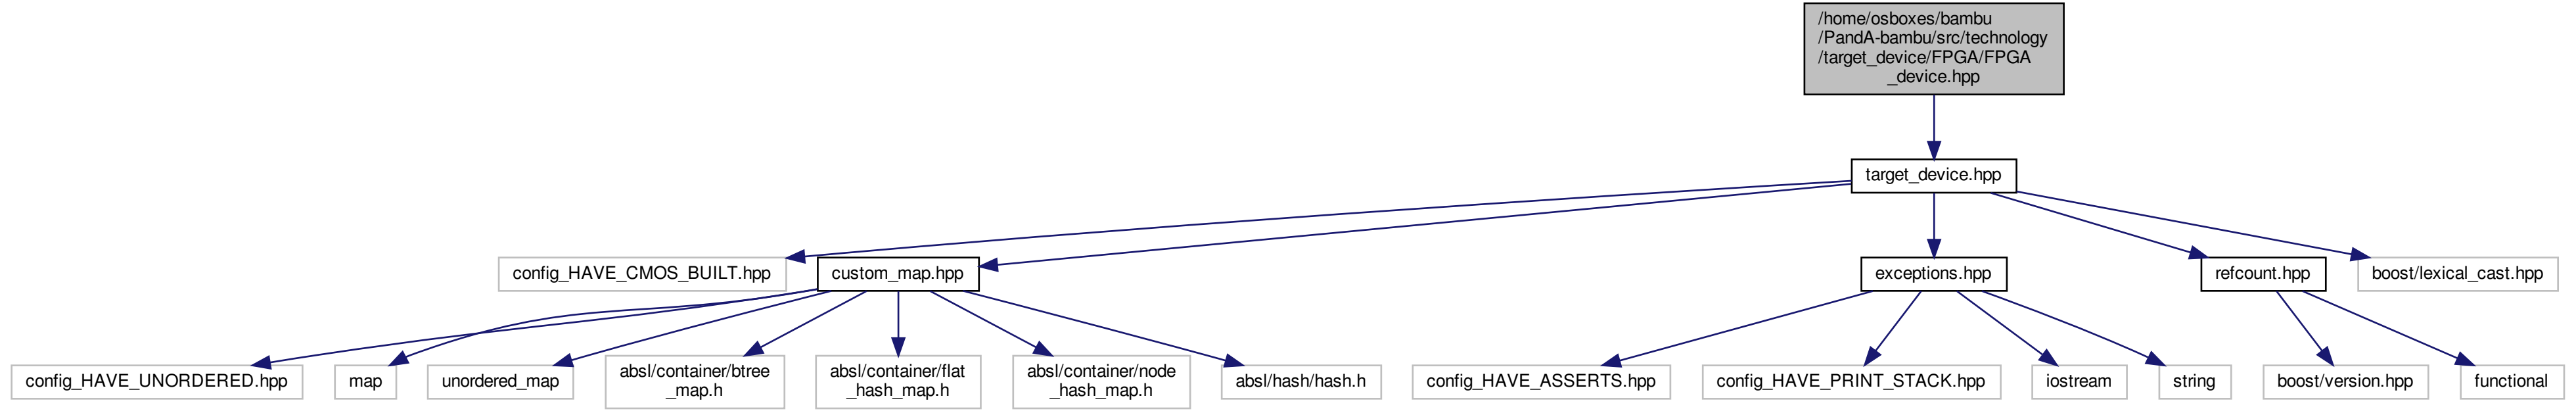 /home/osboxes/bambu
/PandA-bambu/src/technology
/target_device/FPGA/FPGA
_device.hpp
target_device.hpp
config_HAVE_CMOS_BUILT.hpp
custom_map.hpp
exceptions.hpp
refcount.hpp
boost/lexical_cast.hpp
config_HAVE_UNORDERED.hpp
map
unordered_map
absl/container/btree
_map.h
absl/container/flat
_hash_map.h
absl/container/node
_hash_map.h
absl/hash/hash.h
config_HAVE_ASSERTS.hpp
config_HAVE_PRINT_STACK.hpp
iostream
string
boost/version.hpp
functional